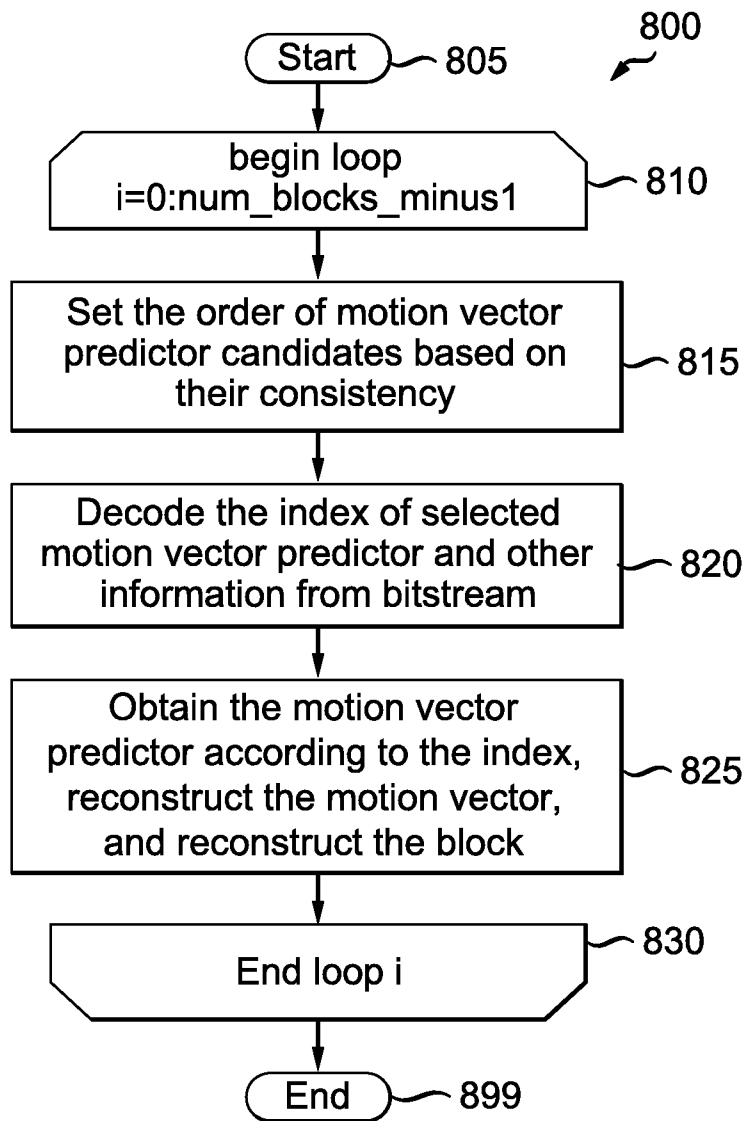 800
Start
805
begin loop
i=0:num_blocks_minus1
810
Set the order of motion vector
predictor candidates based on
their consistency
815
Decode the index of selected
motion vector predictor and other
information from bitstream
820
Obtain the motion vector
predictor according to the index,
reconstruct the motion vector,
and reconstruct the block
825
End loop i
830
End
899